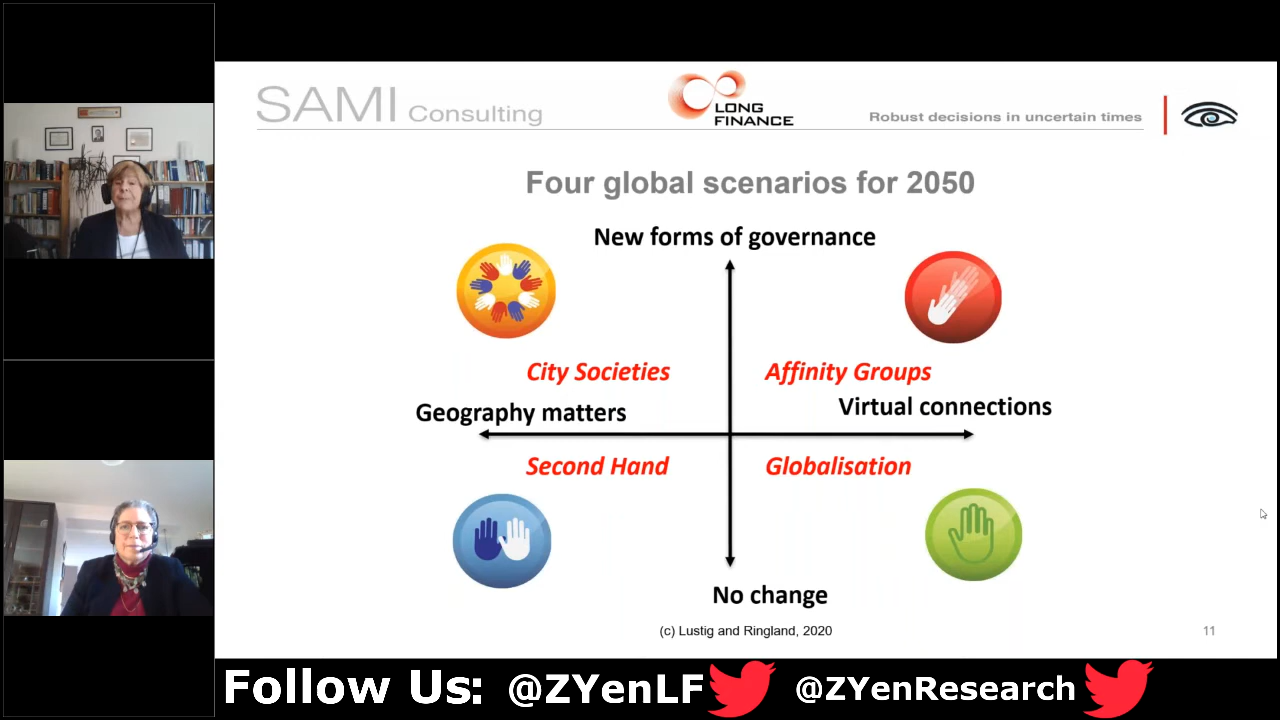 SAMI Consulting
LONG
FINANCE
Robust decisions in uncertain times
Four global scenarios for 2050
New forms of governance
City Societies
Affinity Groups
Geography matters
Virtual connections
Second Hand
Globalisation
No change
(c) Lustig and Ringland, 2020
11
Follow Us: @ZYenLF @ZYenResearch